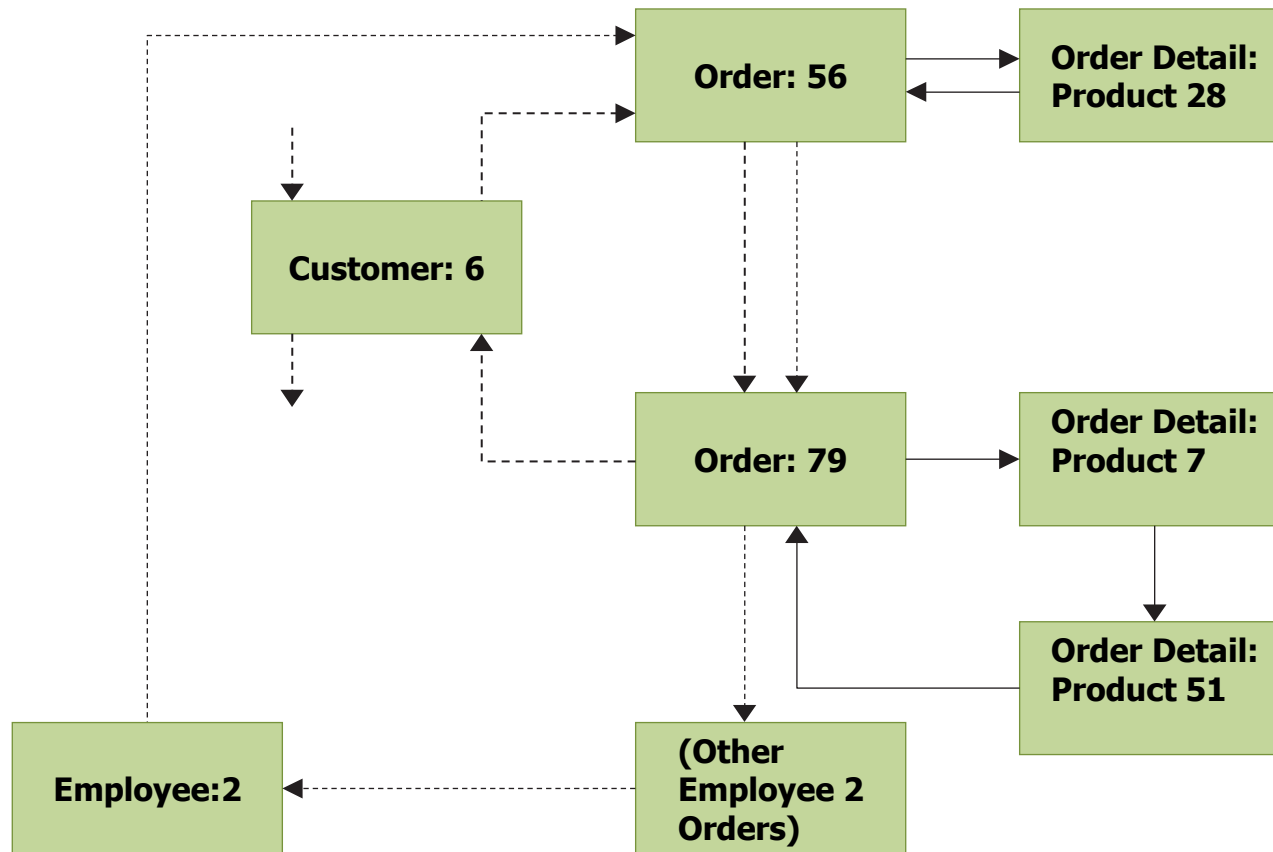 Order: 56
Order Detail:
Product 28
Customer: 6
Order: 79
Order Detail:
Product 7
Order Detail:
Product 51
Employee:2
(Other
Employee 2
Orders)